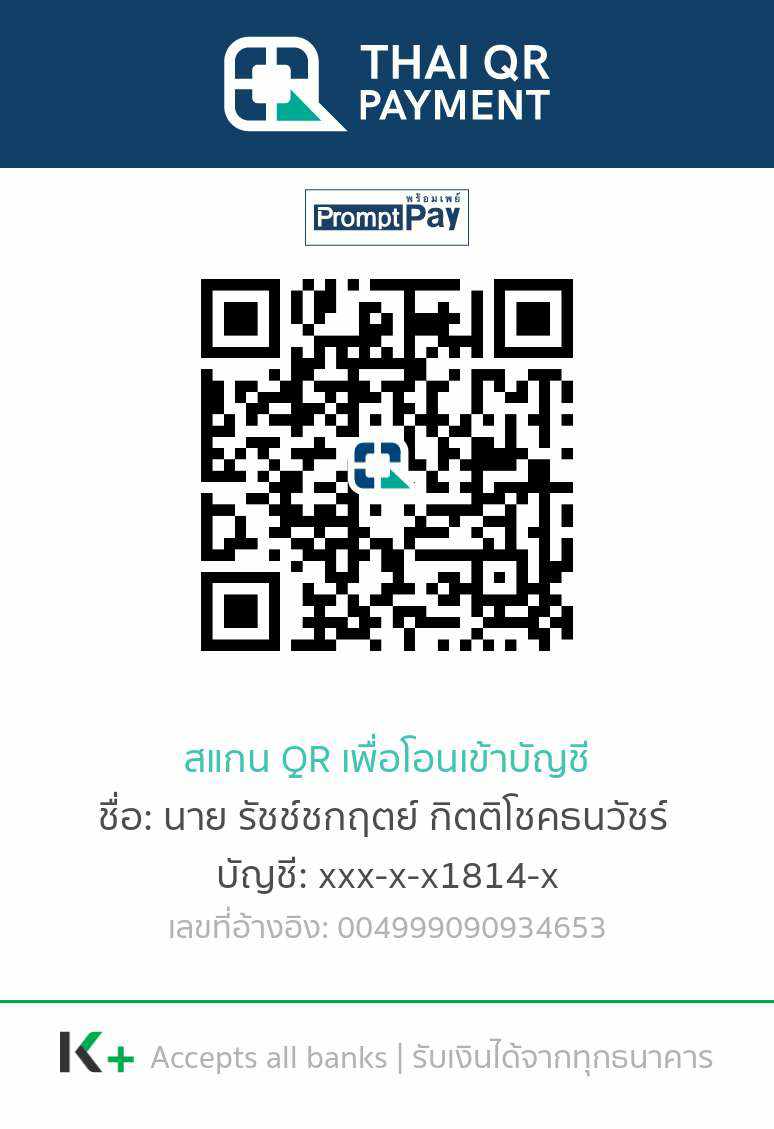 THAI QR
PAYMENT
พร้อมเพย์
PromptPay
สแกน QR เพื่อโอนเข้าบัญชี
ชื่อ: นาย รัชช์ชกฤตย์ กิตติโชคธนวัชร์
บัญชี: xxx-x-x1814-x
เลขที่อ้างอิง: 004999090934653
K+ Accepts all banks | รับเงินได้จากทุกธนาคาร